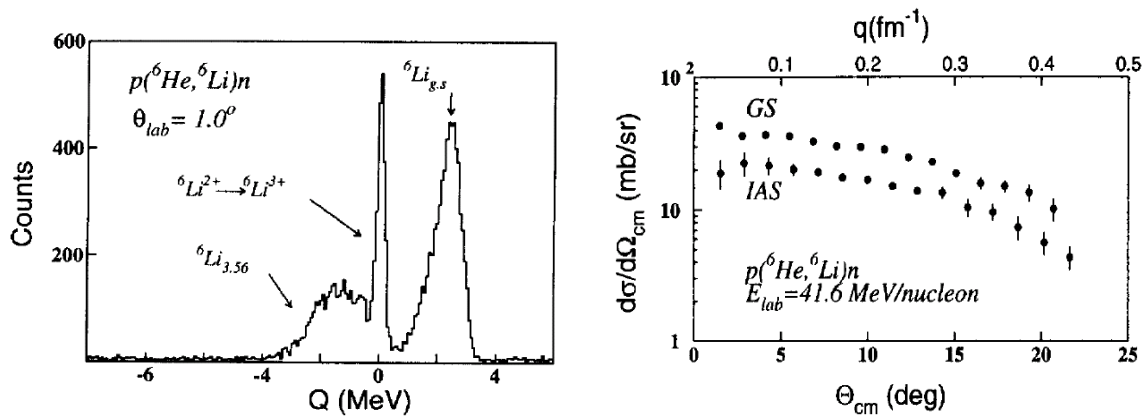 600
400
200
Counts
p(⁶He,⁶Li)n
θlab= 1.0°
⁶Lig.s
⁶Li²⁺→⁶Li³⁺
⁶Li3.56
-6 -4 -2 0 2 4
Q (MeV)
q(fm⁻¹)
0.1 0.2 0.3 0.4 0.5
10²
10
1
dσ/dΩcm (mb/sr)
GS
IAS
p(⁶He,⁶Li)n
Elab=41.6 MeV/nucleon
0 5 10 15 20 25
Θcm (deg)